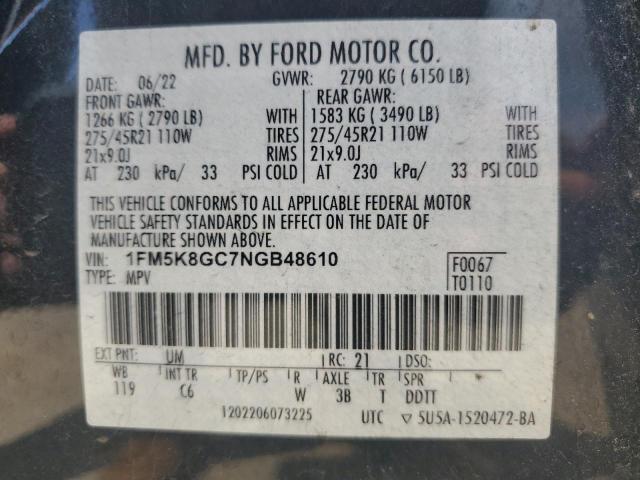 MFD. BY FORD MOTOR CO.
DATE: 06/22 GVWR: 2790 KG ( 6150 LB)
FRONT GAWR: REAR GAWR:
1266 KG ( 2790 LB) WITH 1583 KG ( 3490 LB) WITH
275/45R21 110W TIRES 275/45R21 110W TIRES
21x9.0J RIMS 21x9.0J RIMS
AT 230 kPa/ 33 PSI COLD AT 230 kPa/ 33 PSI COLD
THIS VEHICLE CONFORMS TO ALL APPLICABLE FEDERAL MOTOR
VEHICLE SAFETY STANDARDS IN EFFECT ON THE DATE OF
MANUFACTURE SHOWN ABOVE.
VIN: 1FM5K8GC7NGB48610 F0067
TYPE: MPV T0110
EXT PNT: UM RC: 21 DSO:
WB INT TR TP/PS R AXLE TR SPR
119 C6 W 3B T DDTT
1202206073225 UTC ▽ 5U5A-1520472-BA